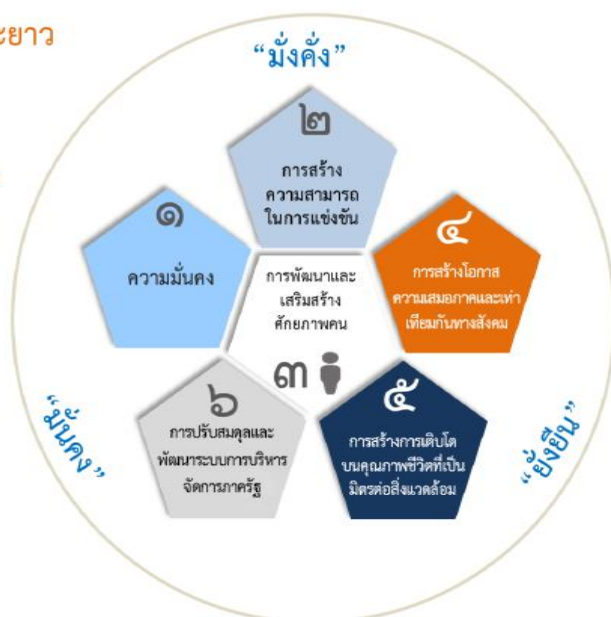 ะยาว
“มั่งคั่ง”
๒
การสร้าง
ความสามารถ
ในการแข่งขัน
๑
ความมั่นคง
๔
การสร้างโอกาส
ความเสมอภาคและเท่า
เทียมกันทางสังคม
การพัฒนาและ
เสริมสร้าง
ศักยภาพคน
๓
๖
การปรับสมดุลและ
พัฒนาระบบการบริหาร
จัดการภาครัฐ
๕
การสร้างการเติบโต
บนคุณภาพชีวิตที่เป็น
มิตรต่อสิ่งแวดล้อม
“มั่นคง”
“ยั่งยืน”